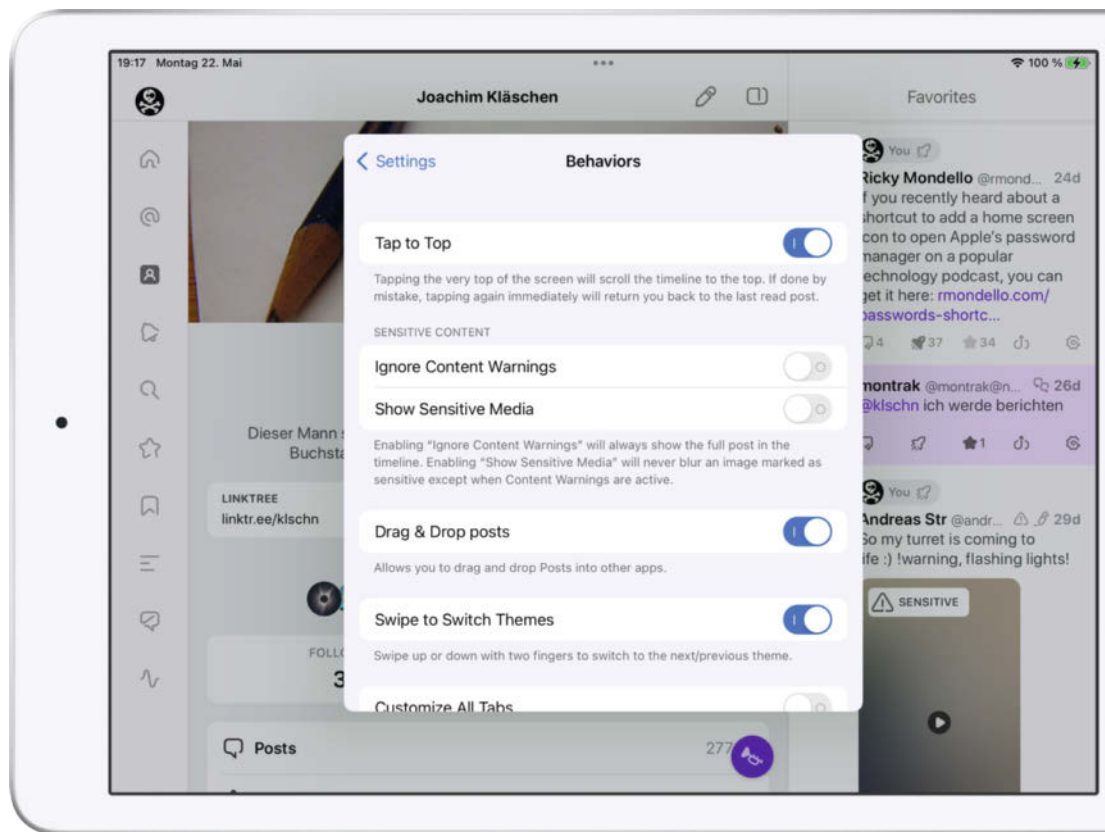 19:17 Montag 22. Mai
100 %
Joachim Kläschen
Favorites
Settings
Behaviors
Tap to Top
Tapping the very top of the screen will scroll the timeline to the top. If done by
mistake, tapping again immediately will return you back to the last read post.
SENSITIVE CONTENT
Ignore Content Warnings
Show Sensitive Media
Enabling “Ignore Content Warnings” will always show the full post in the
timeline. Enabling “Show Sensitive Media” will never blur an image marked as
sensitive except when Content Warnings are active.
Drag & Drop posts
Allows you to drag and drop Posts into other apps.
Swipe to Switch Themes
Swipe up or down with two fingers to switch to the next/previous theme.
Customize All Tabs
Dieser Mann
Buchsta
LINKTREE
linktr.ee/klschn
FOLL
3
Posts
277
You
Ricky Mondello @rmond... 24d
f you recently heard about a
shortcut to add a home screen
con to open Apple's password
manager on a popular
echnology podcast, you can
get it here: rmondello.com/
passwords-shortc...
4 37 34
montrak @montrak@n... 26d
@klschn ich werde berichten
1
You
Andreas Str @andr... 29d
So my turret is coming to
ife :) !warning, flashing lights!
SENSITIVE